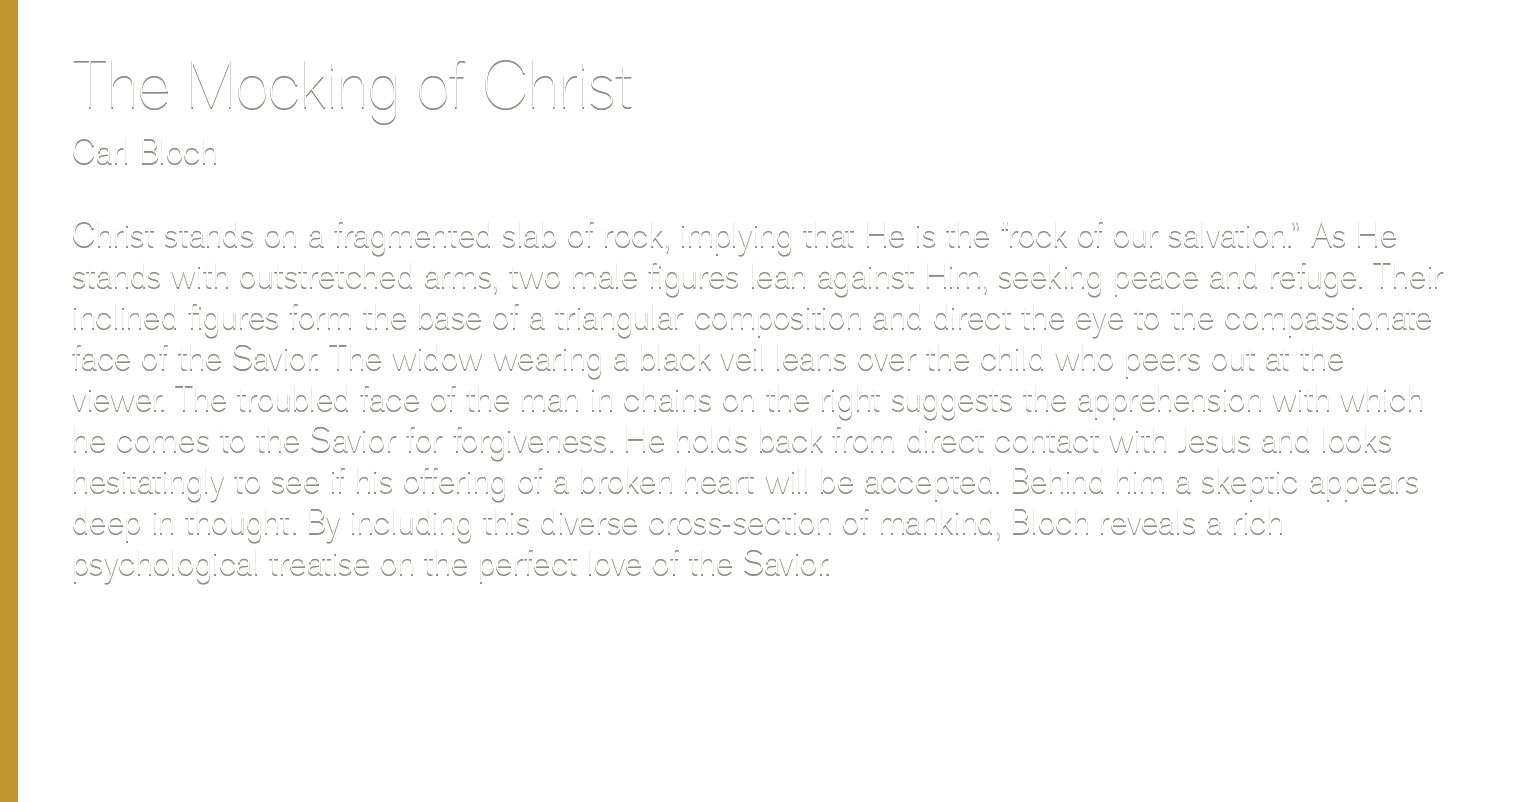 The Mocking of Christ
Carl Bloch
Christ stands on a fragmented slab of rock, implying that He is the “rock of our salvation.” As He
stands with outstretched arms, two male figures lean against Him, seeking peace and refuge. Their
inclined figures form the base of a triangular composition and direct the eye to the compassionate
face of the Savior. The widow wearing a black veil leans over the child who peers out at the
viewer. The troubled face of the man in chains on the right suggests the apprehension with which
he comes to the Savior for forgiveness. He holds back from direct contact with Jesus and looks
hesitatingly to see if his offering of a broken heart will be accepted. Behind him a skeptic appears
deep in thought. By including this diverse cross-section of mankind, Bloch reveals a rich
psychological treatise on the perfect love of the Savior.